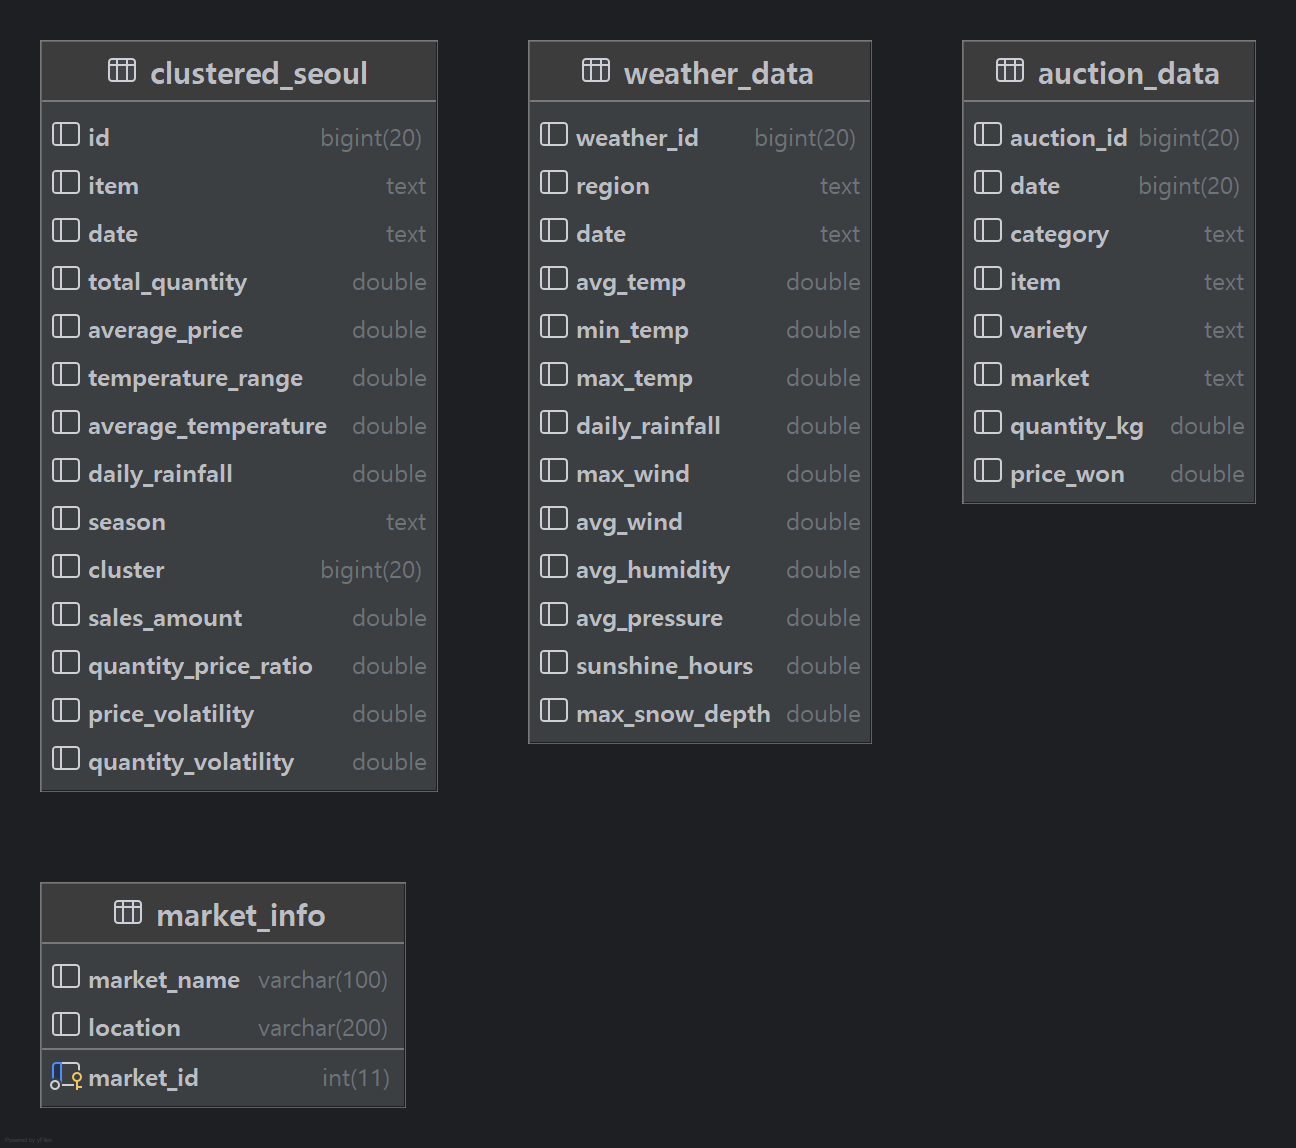 clustered_seoul
id bigint(20)
item text
date text
total_quantity double
average_price double
temperature_range double
average_temperature double
daily_rainfall double
season text
cluster bigint(20)
sales_amount double
quantity_price_ratio double
price_volatility double
quantity_volatility double
weather_data
weather_id bigint(20)
region text
date text
avg_temp double
min_temp double
max_temp double
daily_rainfall double
max_wind double
avg_wind double
avg_humidity double
avg_pressure double
sunshine_hours double
max_snow_depth double
auction_data
auction_id bigint(20)
date bigint(20)
category text
item text
variety text
market text
quantity_kg double
price_won double
market_info
market_name varchar(100)
location varchar(200)
market_id int(11)
Powered by yFiles